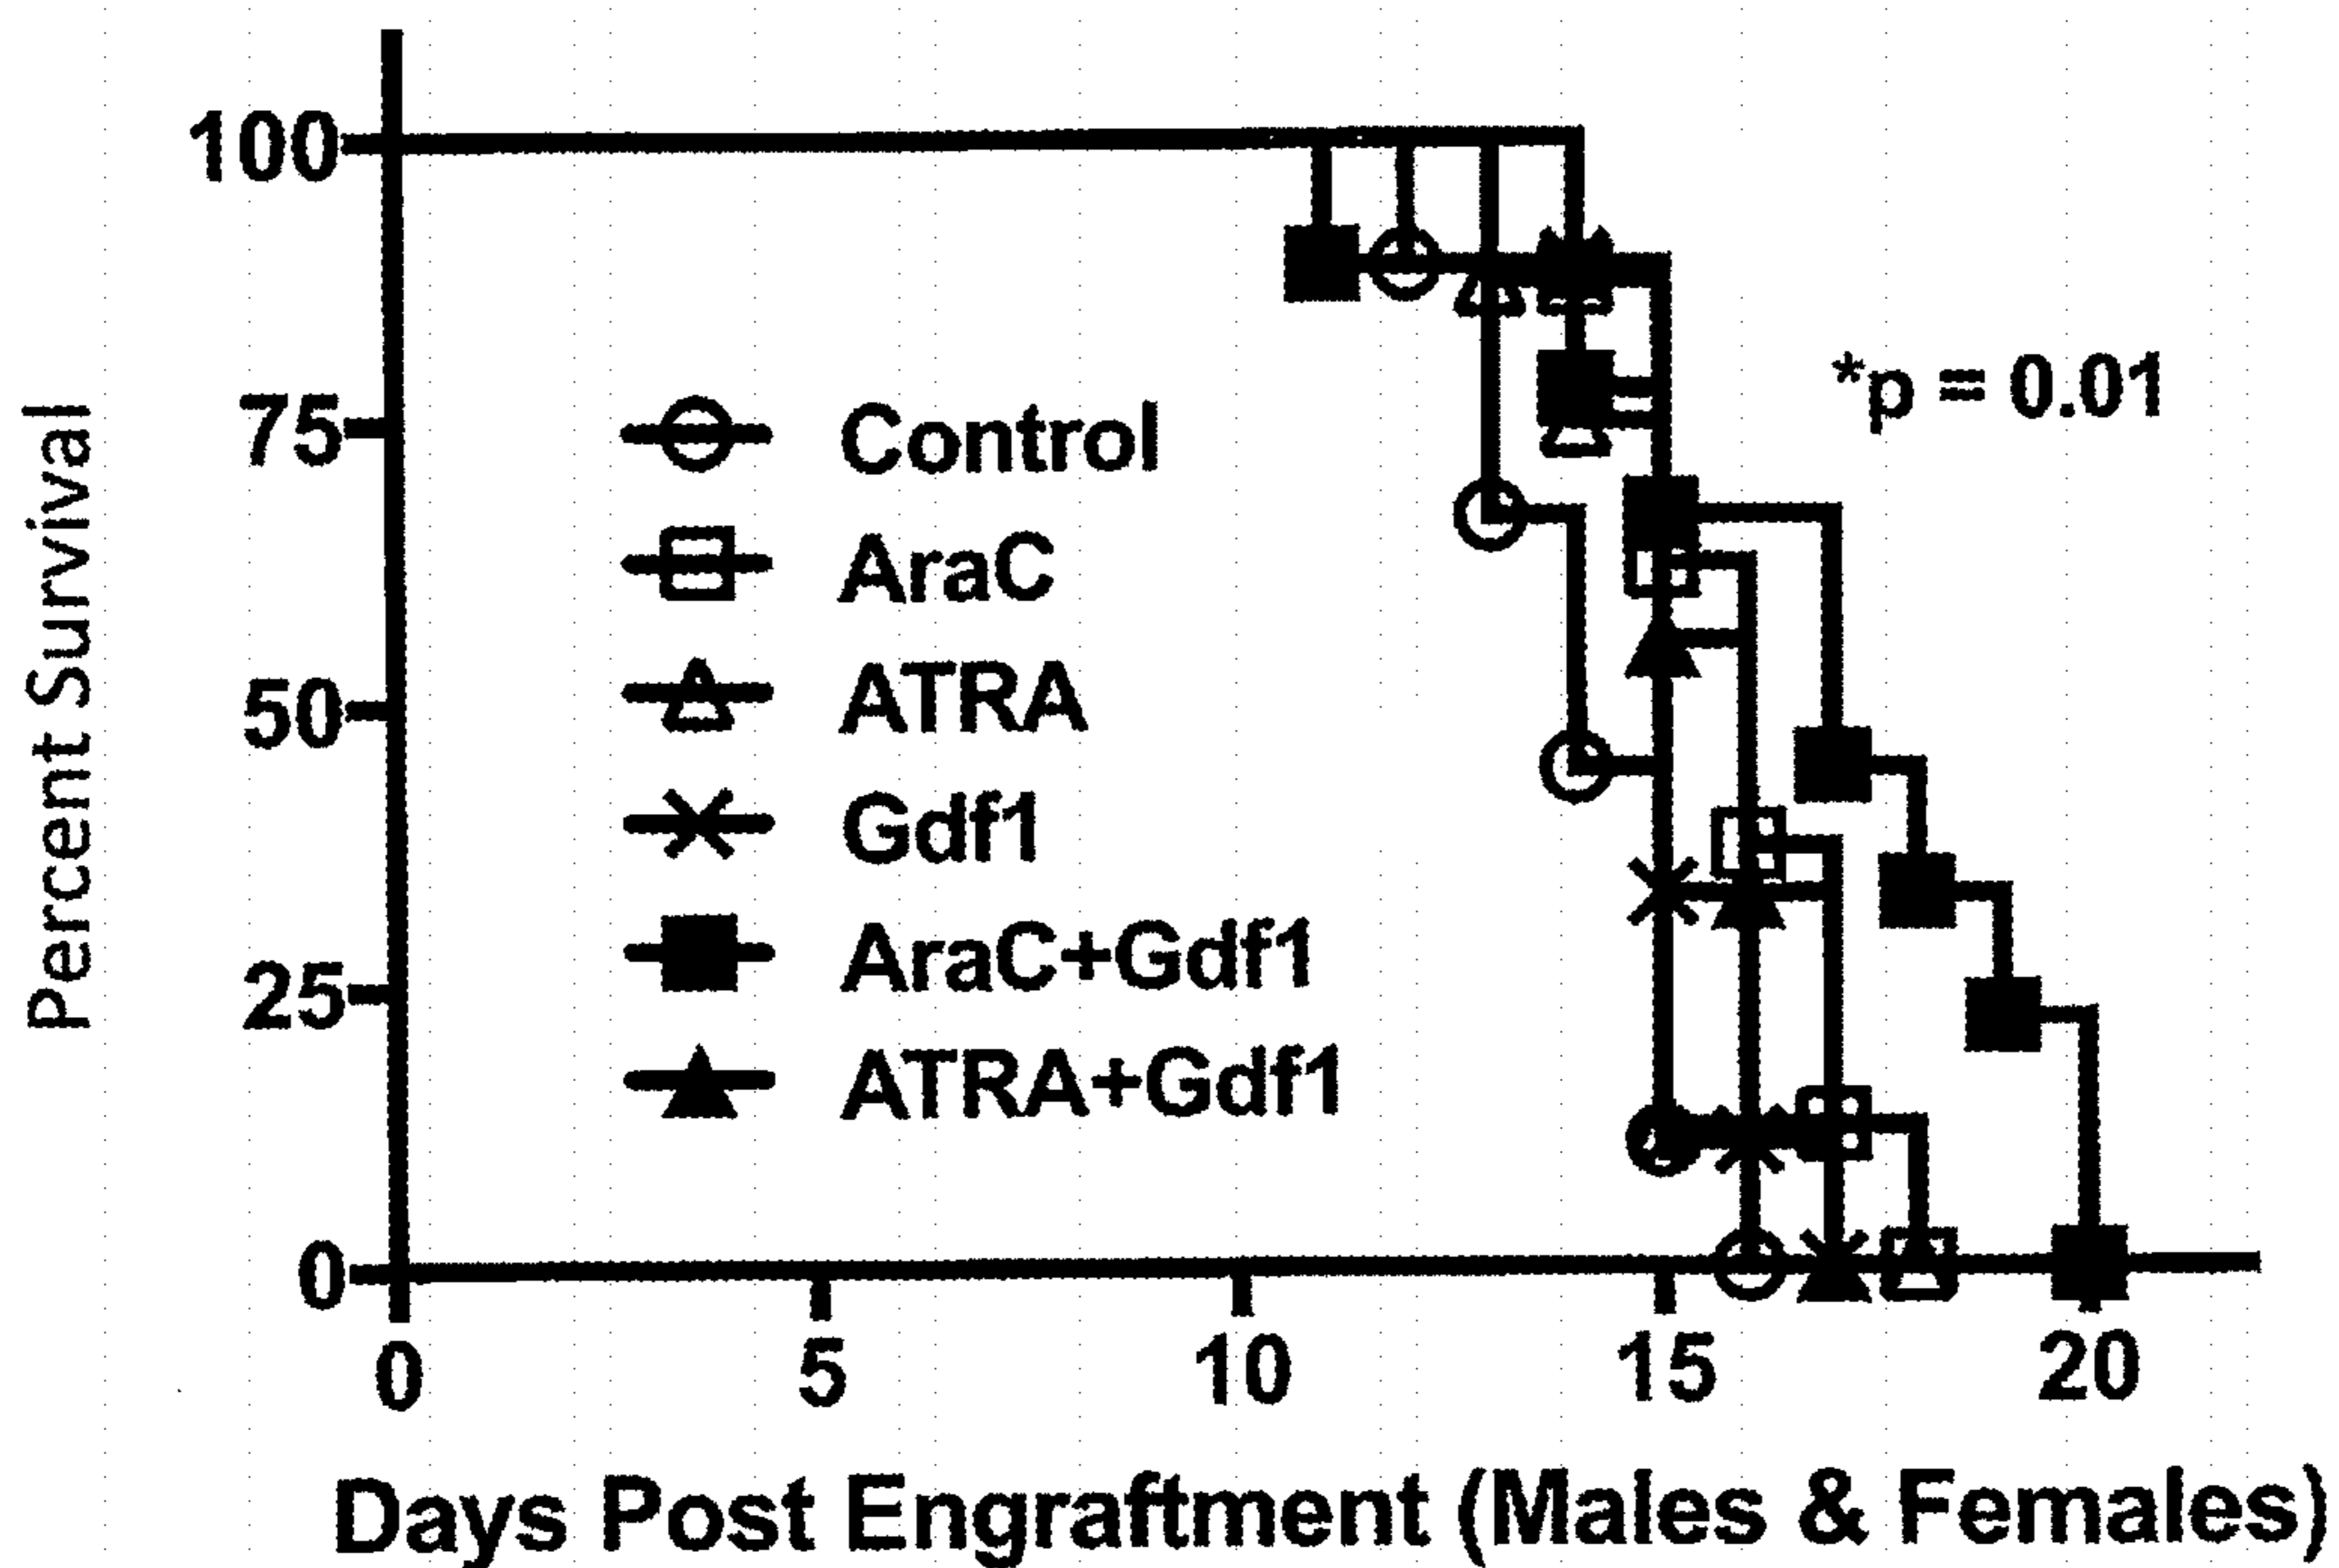 Percent Survival
100
75
50
25
0
Control
AraC
ATRA
Gdf1
AraC+Gdf1
ATRA+Gdf1
*p = 0.01
0 5 10 15 20
Days Post Engraftment (Males & Females)